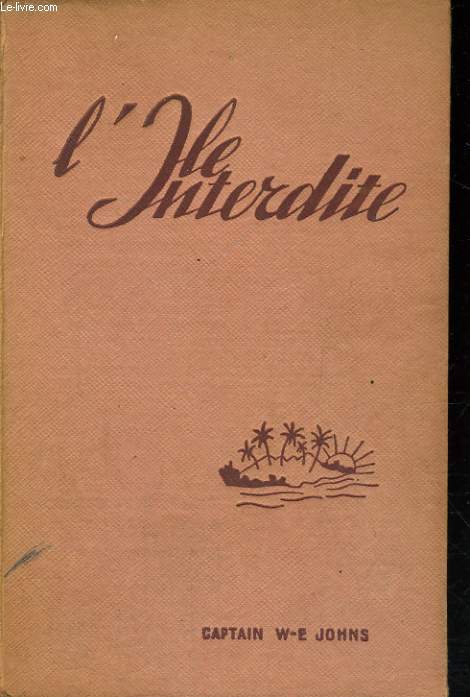 Le-livre.com
l'Ile
Interdite
CAPTAIN W-E JOHNS